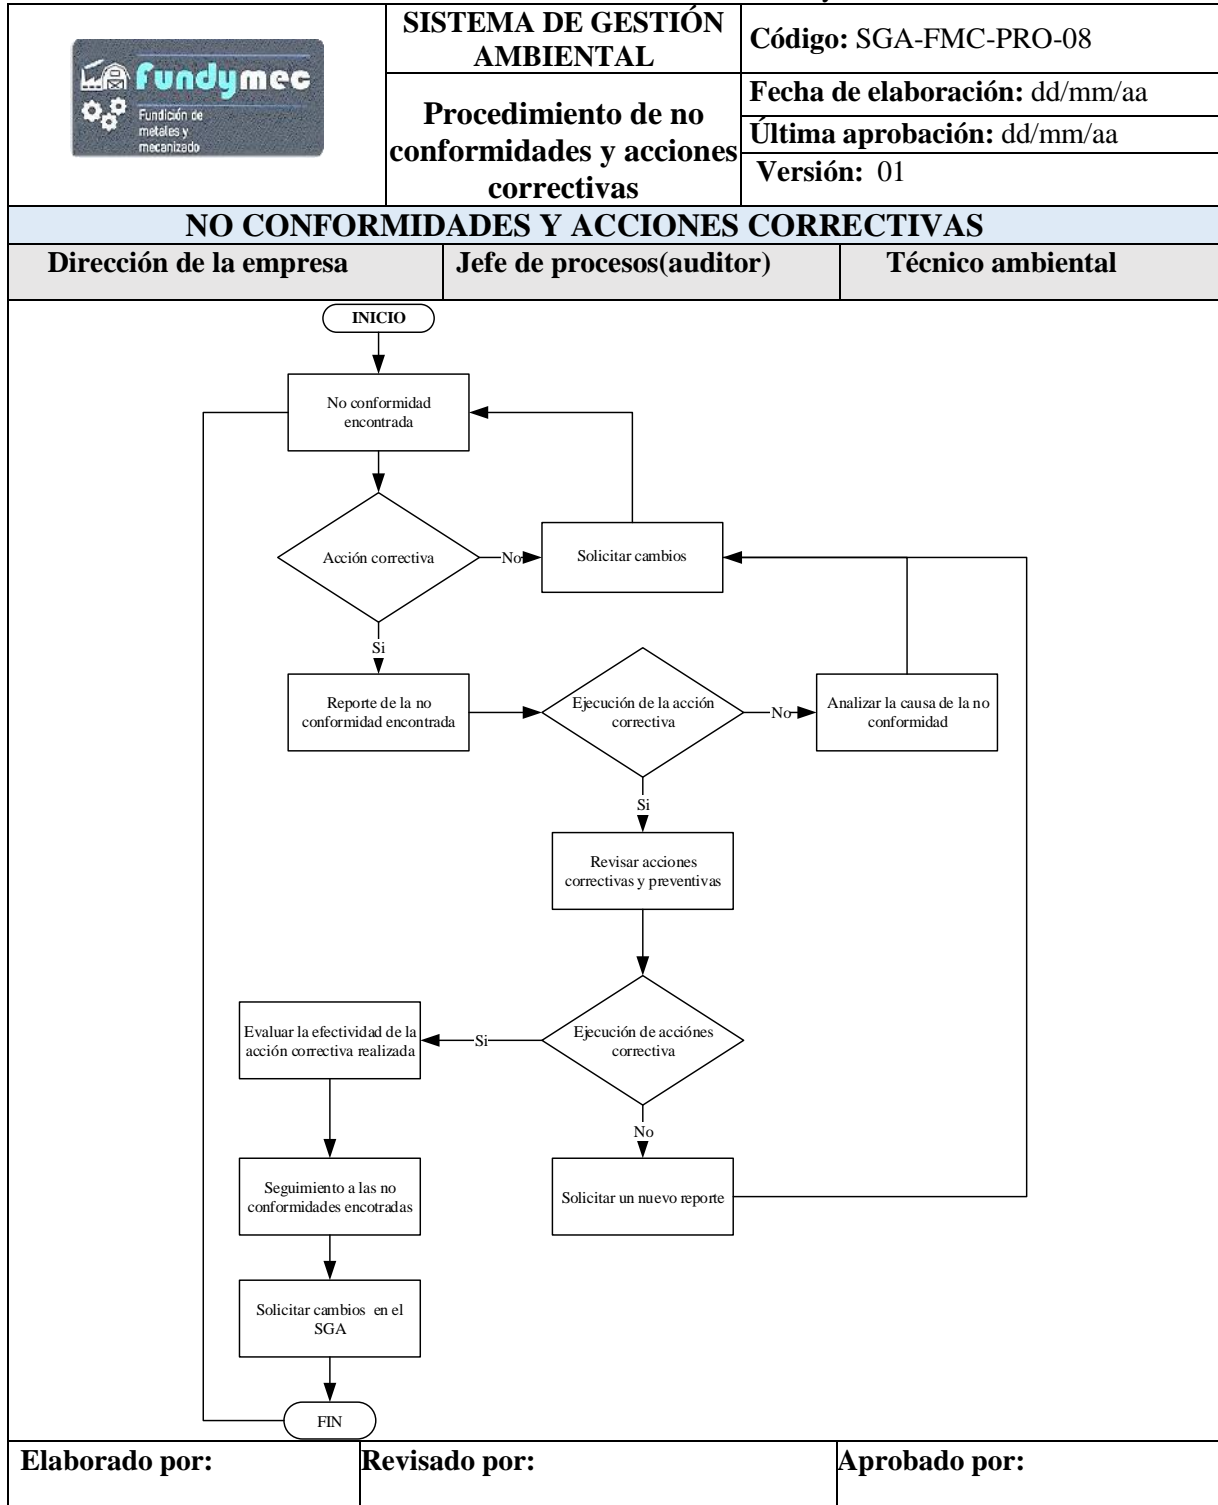 fundymec
Fundición de
metales y
mecanizado
SISTEMA DE GESTIÓN
AMBIENTAL
Código: SGA-FMC-PRO-08
Procedimiento de no
conformidades y acciones
correctivas
Fecha de elaboración: dd/mm/aa
Última aprobación: dd/mm/aa
Versión: 01
NO CONFORMIDADES Y ACCIONES CORRECTIVAS
Dirección de la empresa
Jefe de procesos(auditor)
Técnico ambiental
INICIO
No conformidad
encontrada
Acción correctiva
No
Solicitar cambios
Si
Reporte de la no
conformidad encontrada
Ejecución de la acción
correctiva
No
Analizar la causa de la no
conformidad
Si
Revisar acciones
correctivas y preventivas
Ejecución de acciónes
correctiva
Si
Evaluar la efectividad de la
acción correctiva realizada
No
Solicitar un nuevo reporte
Seguimiento a las no
conformidades encotradas
Solicitar cambios en el
SGA
FIN
Elaborado por:
Revisado por:
Aprobado por: